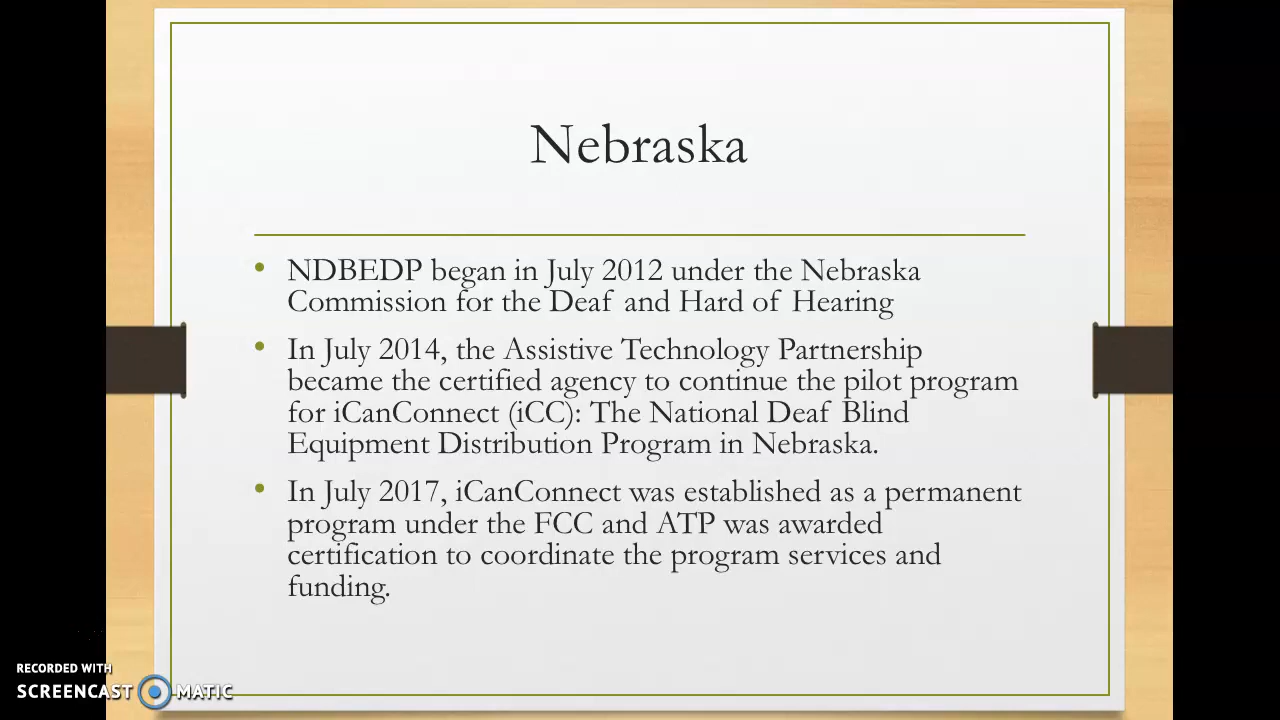 Nebraska
• NDBEDP began in July 2012 under the Nebraska
Commission for the Deaf and Hard of Hearing
• In July 2014, the Assistive Technology Partnership
became the certified agency to continue the pilot program
for iCanConnect (iCC): The National Deaf Blind
Equipment Distribution Program in Nebraska.
• In July 2017, iCanConnect was established as a permanent
program under the FCC and ATP was awarded
certification to coordinate the program services and
funding.
RECORDED WITH
SCREENCAST MATIC